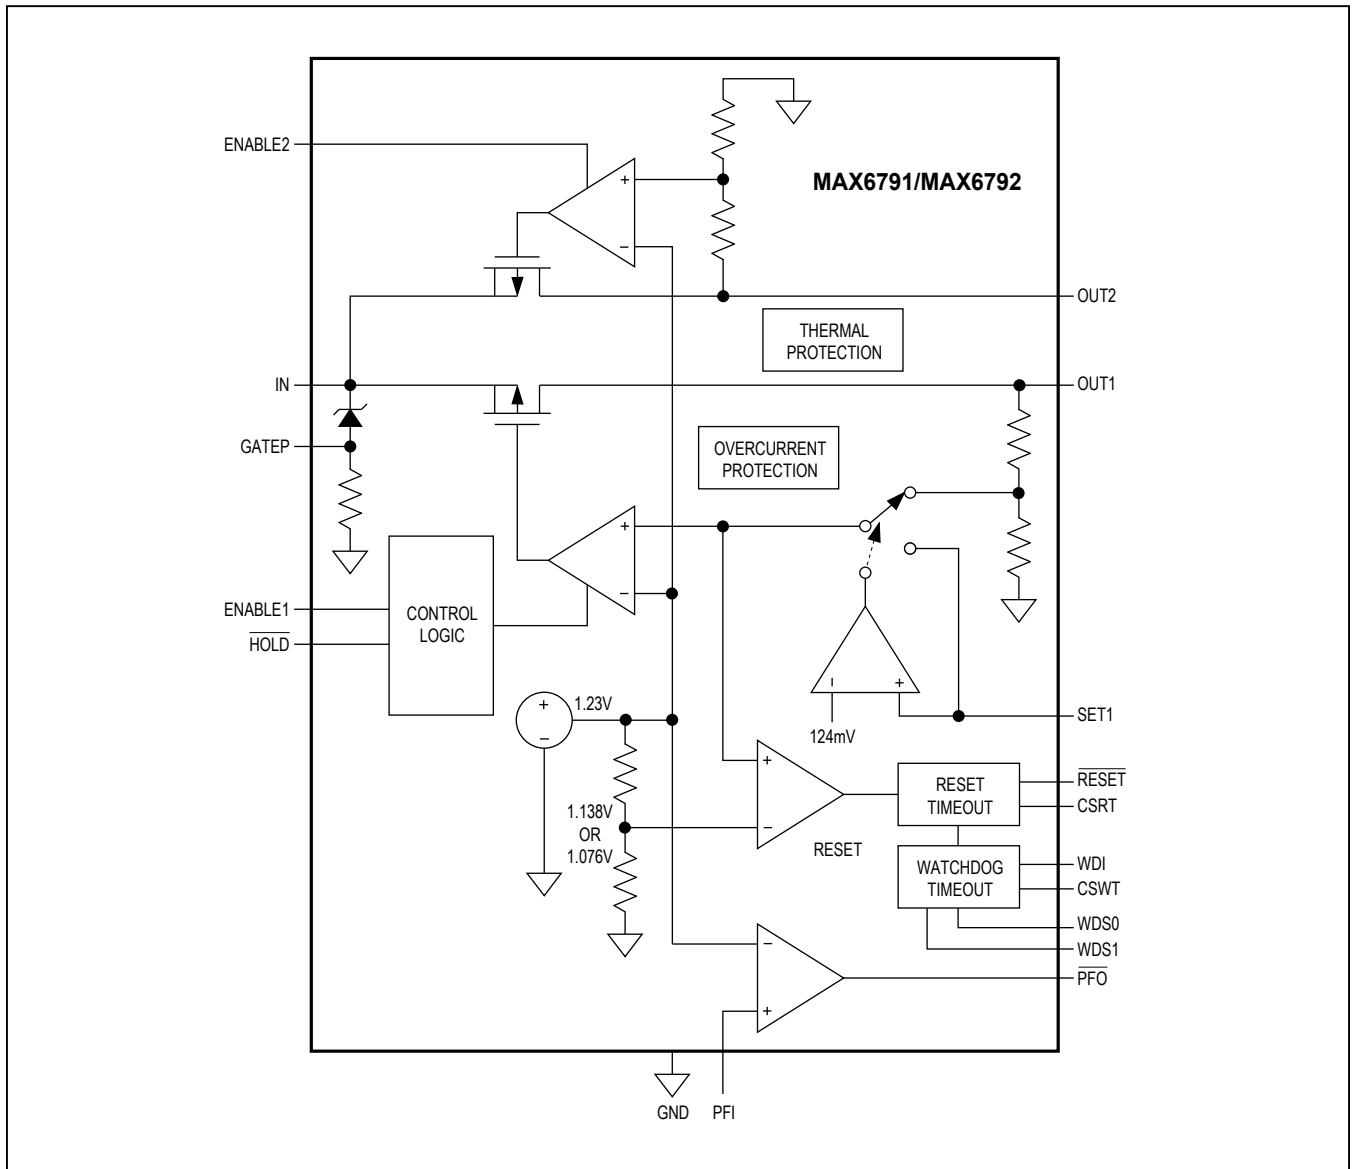 ENABLE2
+
MAX6791/MAX6792
−
OUT2
THERMAL
PROTECTION
IN
OUT1
GATEP
OVERCURRENT
PROTECTION
+
ENABLE1
−
CONTROL
LOGIC
HOLD
− +
+
1.23V
−
SET1
124mV
+
RESET
RESET
TIMEOUT
CSRT
1.138V
OR
1.076V
−
RESET
WATCHDOG
TIMEOUT
WDI
CSWT
WDS0
WDS1
−
PFO
+
GND
PFI